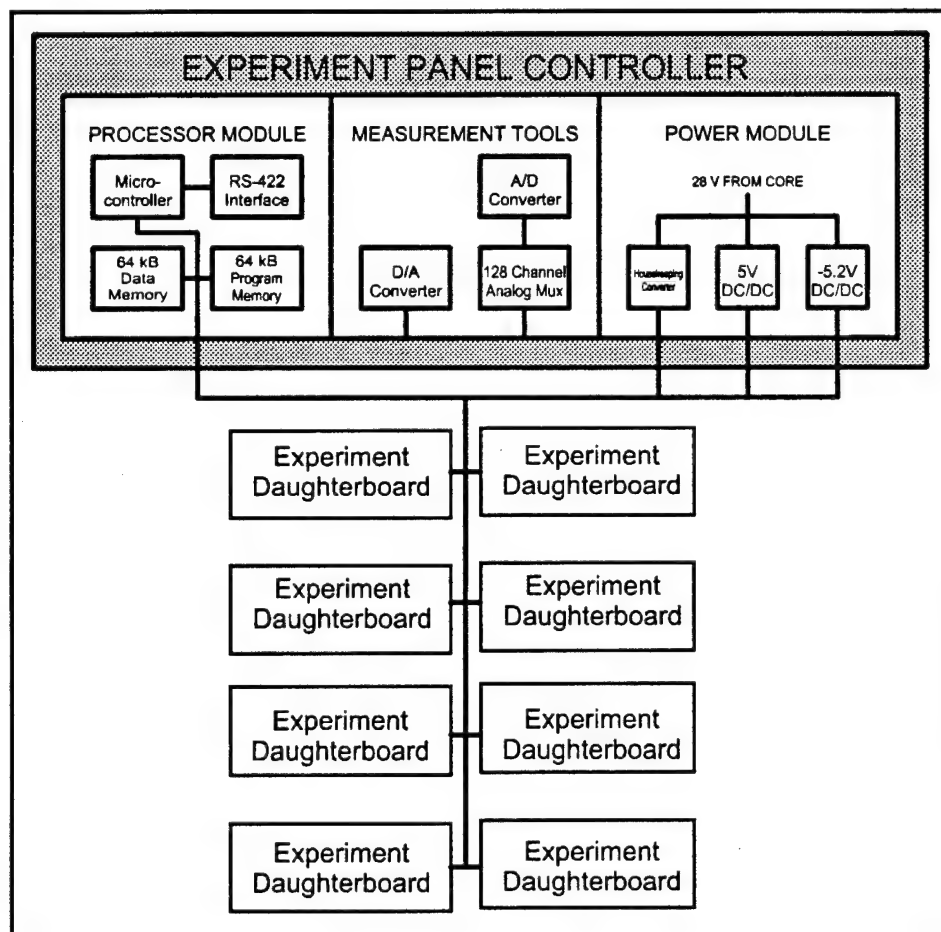 EXPERIMENT PANEL CONTROLLER
PROCESSOR MODULE
Micro-
controller
RS-422
Interface
64 kB
Data
Memory
64 kB
Program
Memory
MEASUREMENT TOOLS
A/D
Converter
D/A
Converter
128 Channel
Analog Mux
POWER MODULE
28 V FROM CORE
Housekeeping
Converter
5V
DC/DC
-5.2V
DC/DC
Experiment
Daughterboard
Experiment
Daughterboard
Experiment
Daughterboard
Experiment
Daughterboard
Experiment
Daughterboard
Experiment
Daughterboard
Experiment
Daughterboard
Experiment
Daughterboard